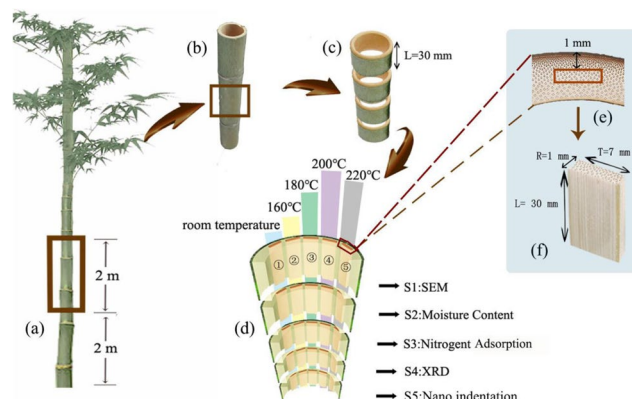 (b)
(c)
L=30 mm
1 mm
(e)
R=1 mm
T=7 mm
L= 30 mm
(f)
200℃
220℃
180℃
160℃
room temperature
① ② ③ ④ ⑤
2 m
(a)
2 m
(d)
S1:SEM
S2:Moisture Content
S3:Nitrogent Adsorption
S4:XRD
S5:Nano indentation